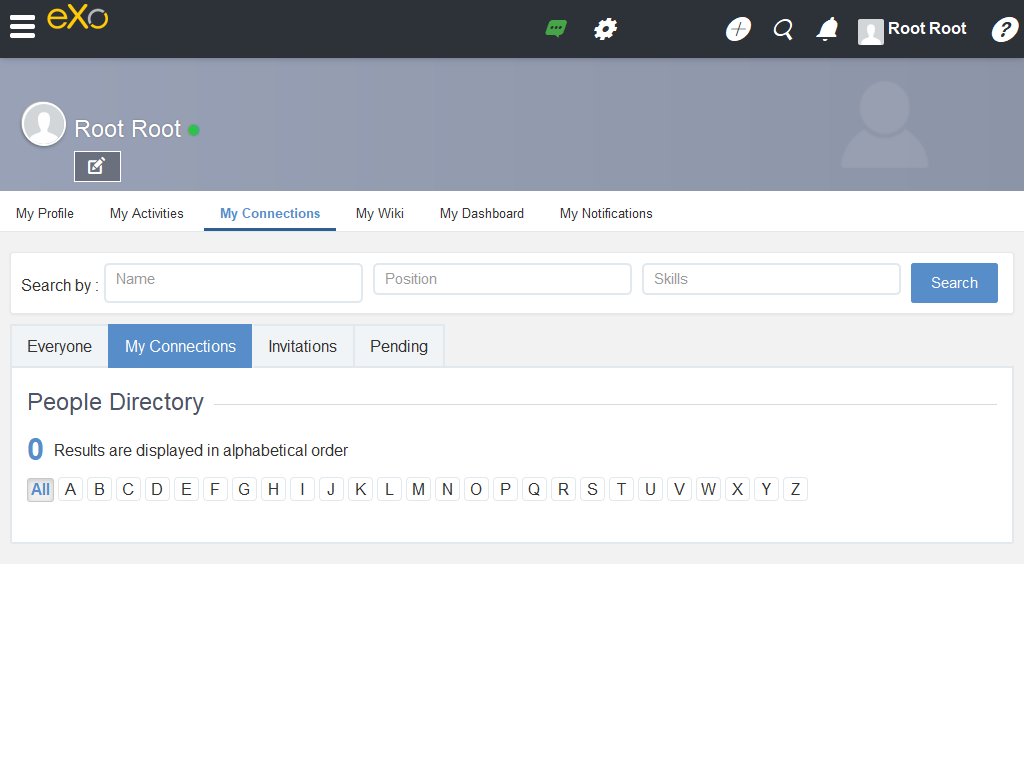 eXo
Root Root
?
Root Root
My Profile My Activities My Connections My Wiki My Dashboard My Notifications
Search by : Name Position Skills Search
Everyone My Connections Invitations Pending
People Directory
0 Results are displayed in alphabetical order
All A B C D E F G H I J K L M N O P Q R S T U V W X Y Z